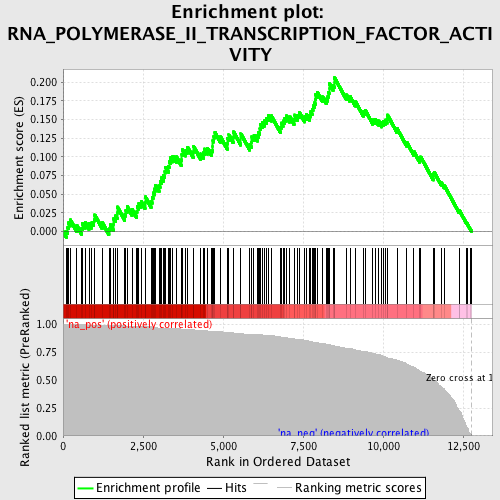 Enrichment plot:
RNA_POLYMERASE_II_TRANSCRIPTION_FACTOR_ACTI
VITY
Enrichment score (ES)
0.200
0.175
0.150
0.125
0.100
0.075
0.050
0.025
0.000
'na_pos' (positively correlated)
Ranked list metric (PreRanked)
1.00
0.75
0.50
0.25
0.00
Zero cross at 1
'na_neg' (negatively correlated)
0
2,500
5,000
7,500
10,000
12,500
Rank in Ordered Dataset
Enrichment profile
Hits
Ranking metric scores